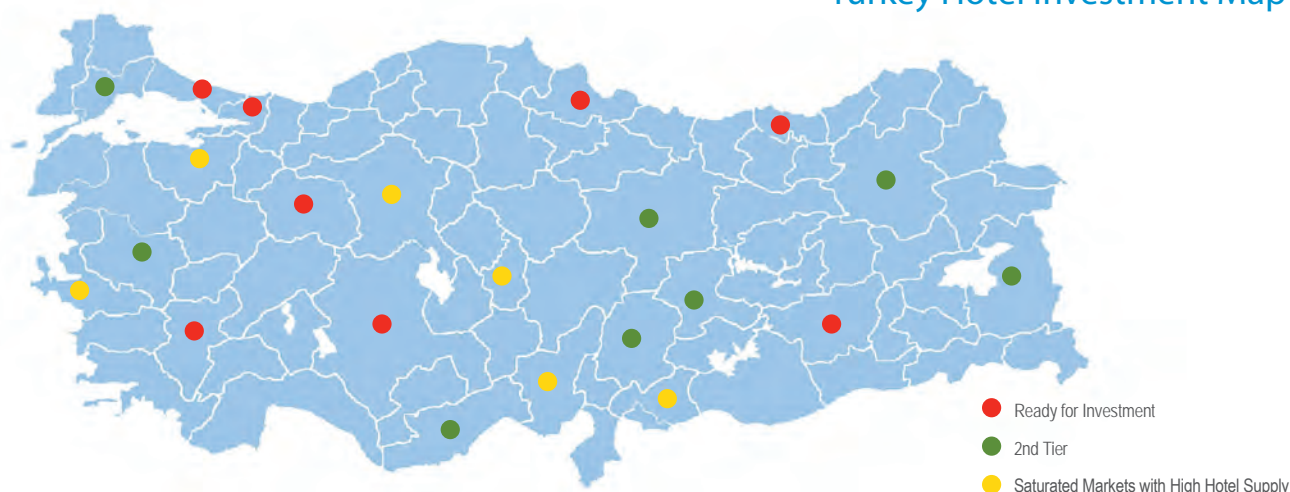 Turkey Hotel Investment Map
Ready for Investment
2nd Tier
Saturated Markets with High Hotel Supply